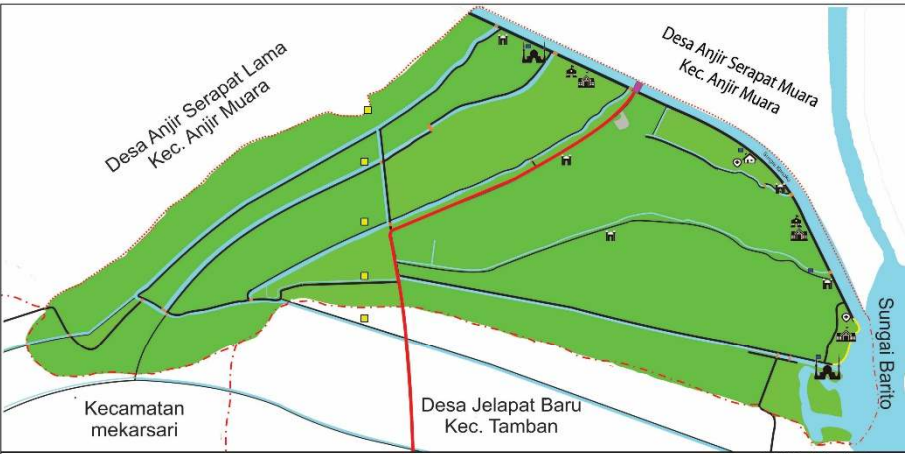 Desa Anjir Serapat Lama
Kec. Anjir Muara
Desa Anjir Serapat Muara
Kec. Anjir Muara
Sungai Barito
Kecamatan
mekarsari
Desa Jelapat Baru
Kec. Tamban